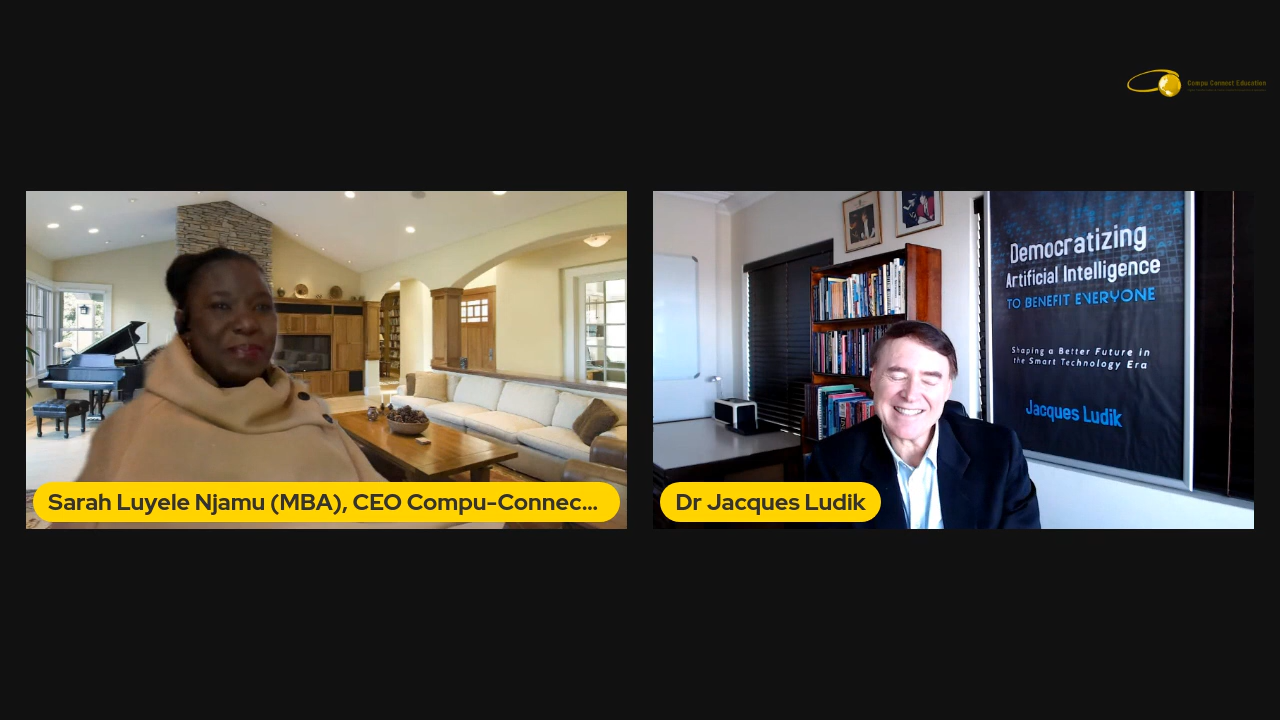 Compu Connect Education
Democratizing
Artificial Intelligence
TO BENEFIT EVERYONE
Shaping a Better Future in
the Smart Technology Era
Jacques Ludik
Sarah Luyele Njamu (MBA), CEO Compu-Connec...
Dr Jacques Ludik